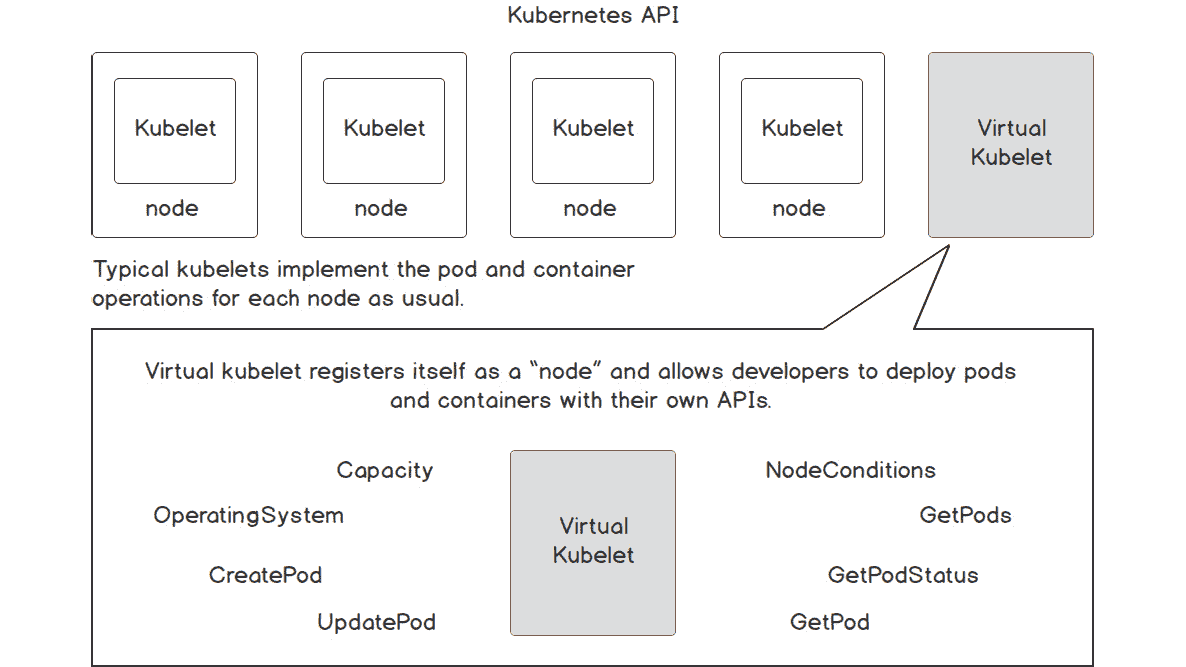 Kubernetes API
Kubelet
Kubelet
Kubelet
Kubelet
Virtual
Kubelet
node
node
node
node
Typical kubelets implement the pod and container
operations for each node as usual.
Virtual kubelet registers itself as a “node” and allows developers to deploy pods
and containers with their own APIs.
Capacity
NodeConditions
OperatingSystem
GetPods
Virtual
Kubelet
CreatePod
GetPodStatus
UpdatePod
GetPod